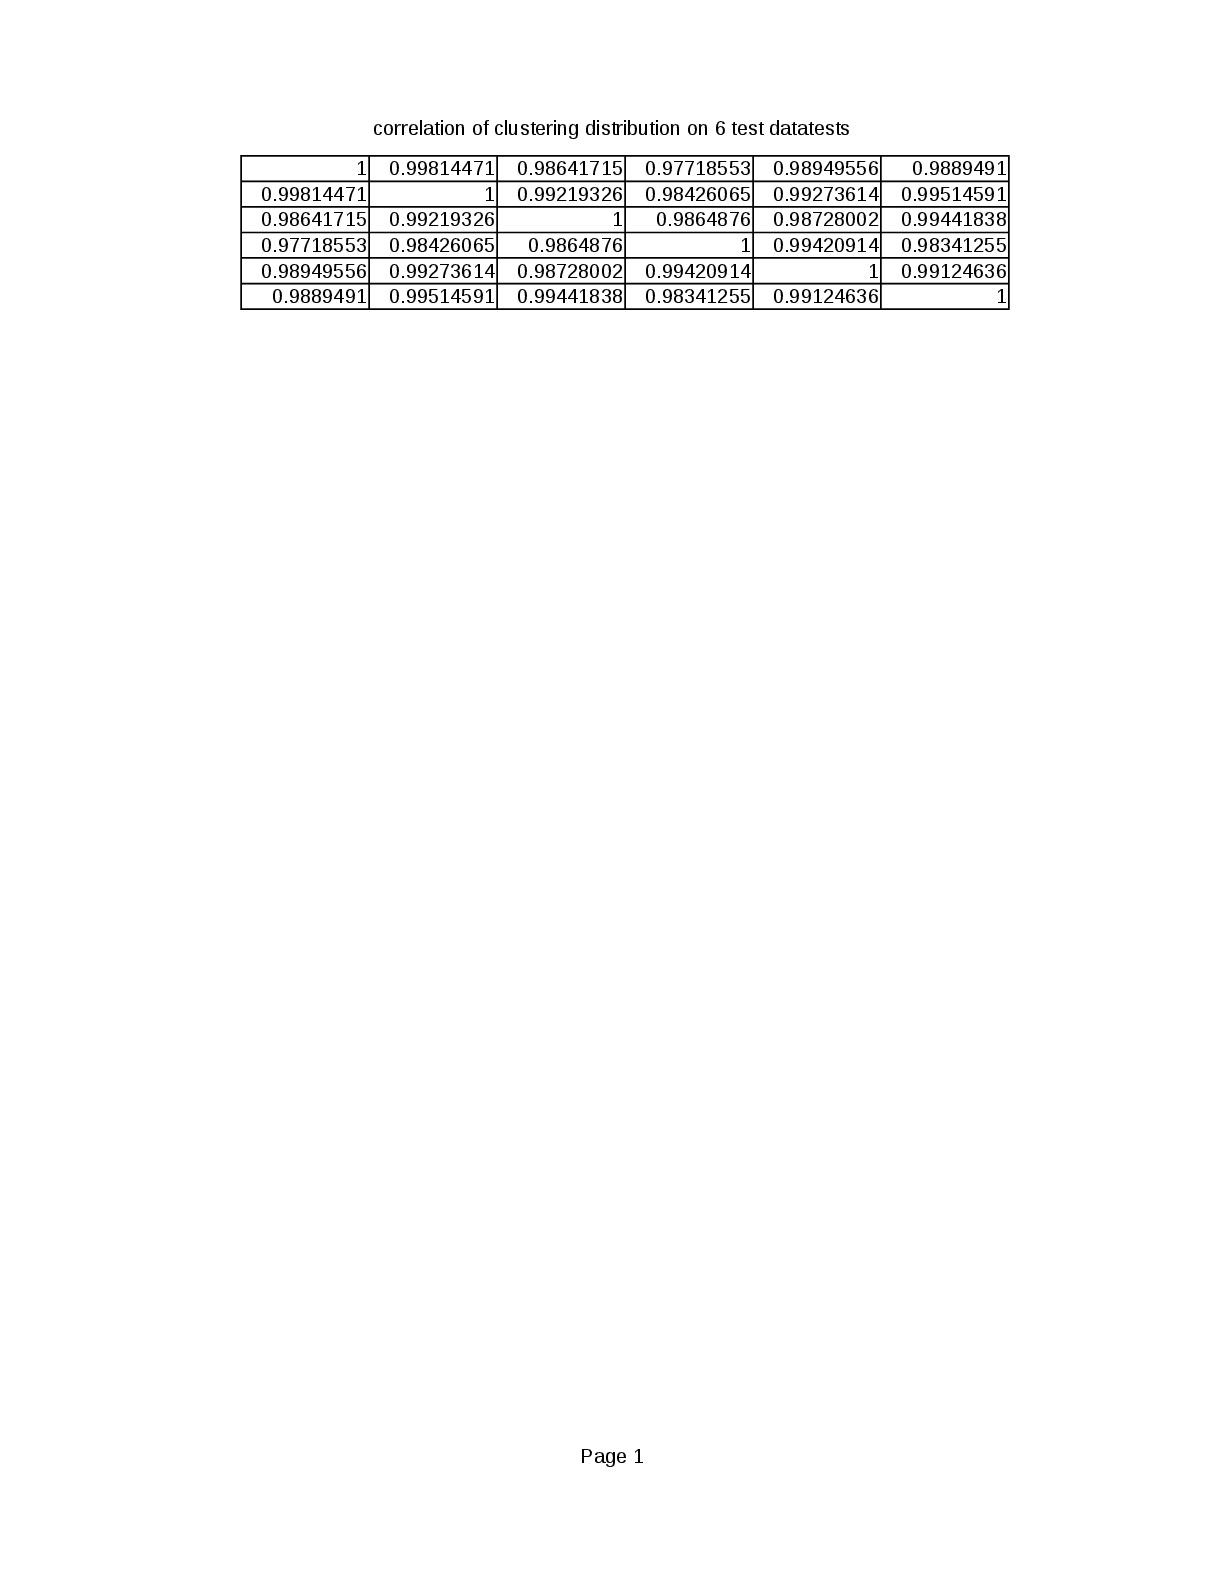 correlation of clustering distribution on 6 test datatests
1 0.99814471 0.98641715 0.97718553 0.98949556 0.9889491
0.99814471 1 0.99219326 0.98426065 0.99273614 0.99514591
0.98641715 0.99219326 1 0.9864876 0.98728002 0.99441838
0.97718553 0.98426065 0.9864876 1 0.99420914 0.98341255
0.98949556 0.99273614 0.98728002 0.99420914 1 0.99124636
0.9889491 0.99514591 0.99441838 0.98341255 0.99124636 1
Page 1